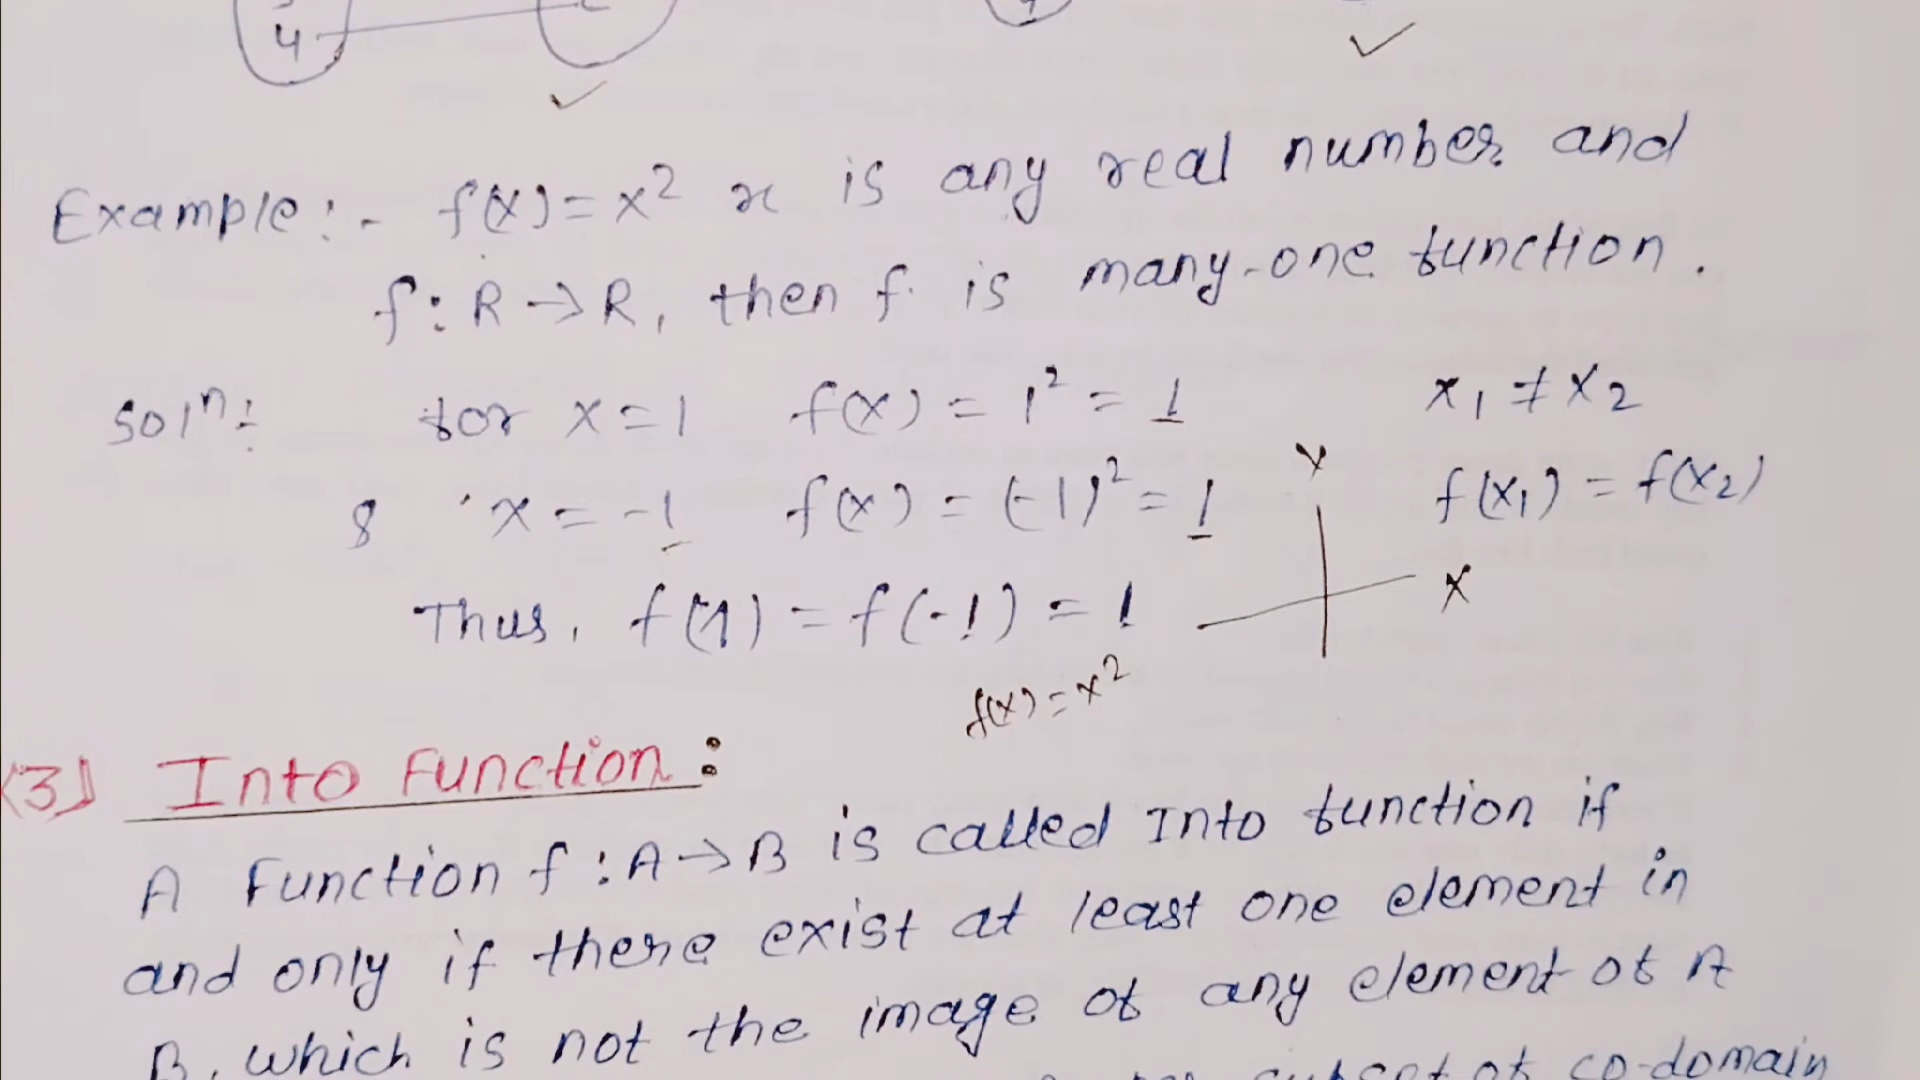 4
Example:- f(x)=x² x is any real number and
f:R→R, then f is many-one function.
Solⁿ: for x=1 f(x) = 1² = 1 x₁ ≠ x₂
& x = -1 f(x) = (-1)² = 1 Y f(x₁) = f(x₂)
Thus, f(1) = f(-1) = 1 X
f(x) = x²
(3) Into Function:
A Function f:A→B is called Into function if
and only if there exist at least one element in
B, which is not the image of any element of A
subset of co-domain